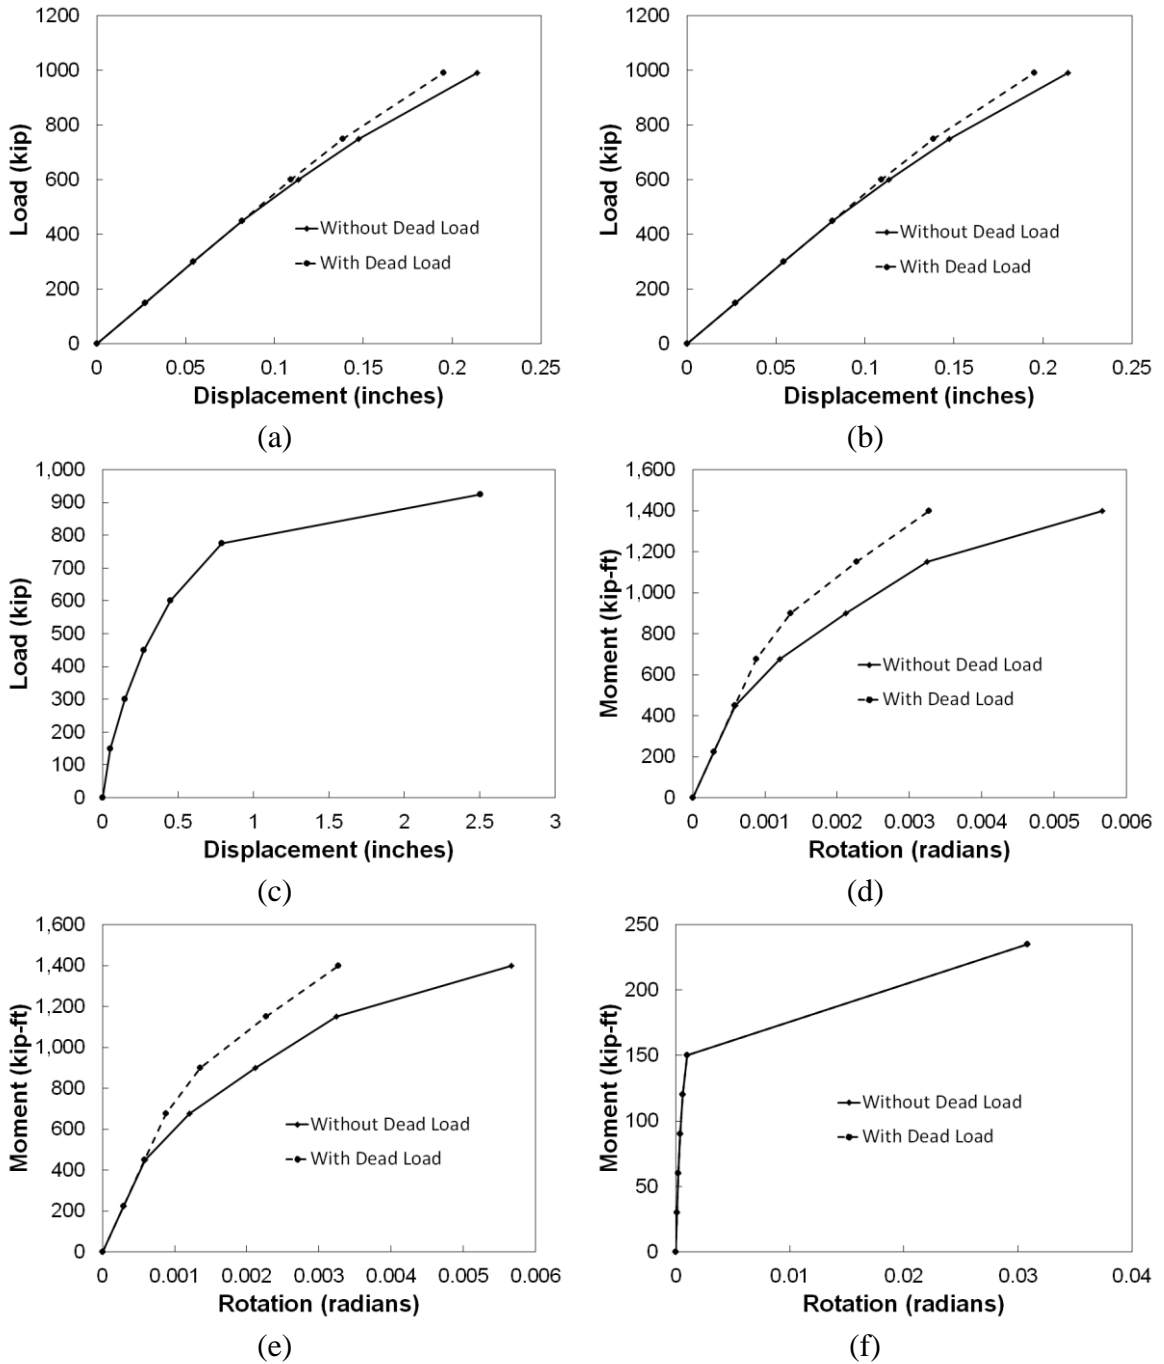 1200
1000
800
600
400
200
0
Load (kip)
Without Dead Load
With Dead Load
0 0.05 0.1 0.15 0.2 0.25
Displacement (inches)
(a)
1200
1000
800
600
400
200
0
Load (kip)
Without Dead Load
With Dead Load
0 0.05 0.1 0.15 0.2 0.25
Displacement (inches)
(b)
1,000
900
800
700
600
500
400
300
200
100
0
Load (kip)
0 0.5 1 1.5 2 2.5 3
Displacement (inches)
(c)
1,600
1,400
1,200
1,000
800
600
400
200
0
Moment (kip-ft)
Without Dead Load
With Dead Load
0 0.001 0.002 0.003 0.004 0.005 0.006
Rotation (radians)
(d)
1,600
1,400
1,200
1,000
800
600
400
200
0
Moment (kip-ft)
Without Dead Load
With Dead Load
0 0.001 0.002 0.003 0.004 0.005 0.006
Rotation (radians)
(e)
250
200
150
100
50
0
Moment (kip-ft)
Without Dead Load
With Dead Load
0 0.01 0.02 0.03 0.04
Rotation (radians)
(f)